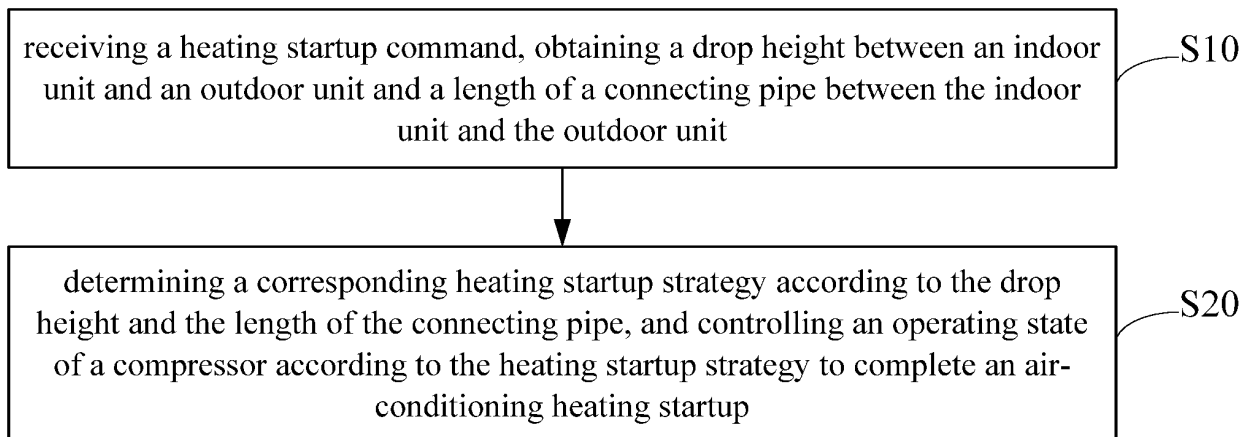 receiving a heating startup command, obtaining a drop height between an indoor
unit and an outdoor unit and a length of a connecting pipe between the indoor
unit and the outdoor unit
S10
determining a corresponding heating startup strategy according to the drop
height and the length of the connecting pipe, and controlling an operating state
of a compressor according to the heating startup strategy to complete an air-
conditioning heating startup
S20